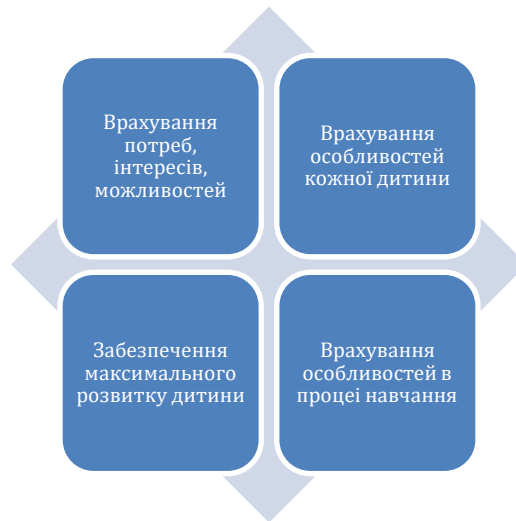 Врахування
потреб,
інтересів,
можливостей
Врахування
особливостей
кожної дитини
Забезпечення
максимального
розвитку дитини
Врахування
особливостей в
процеі навчання